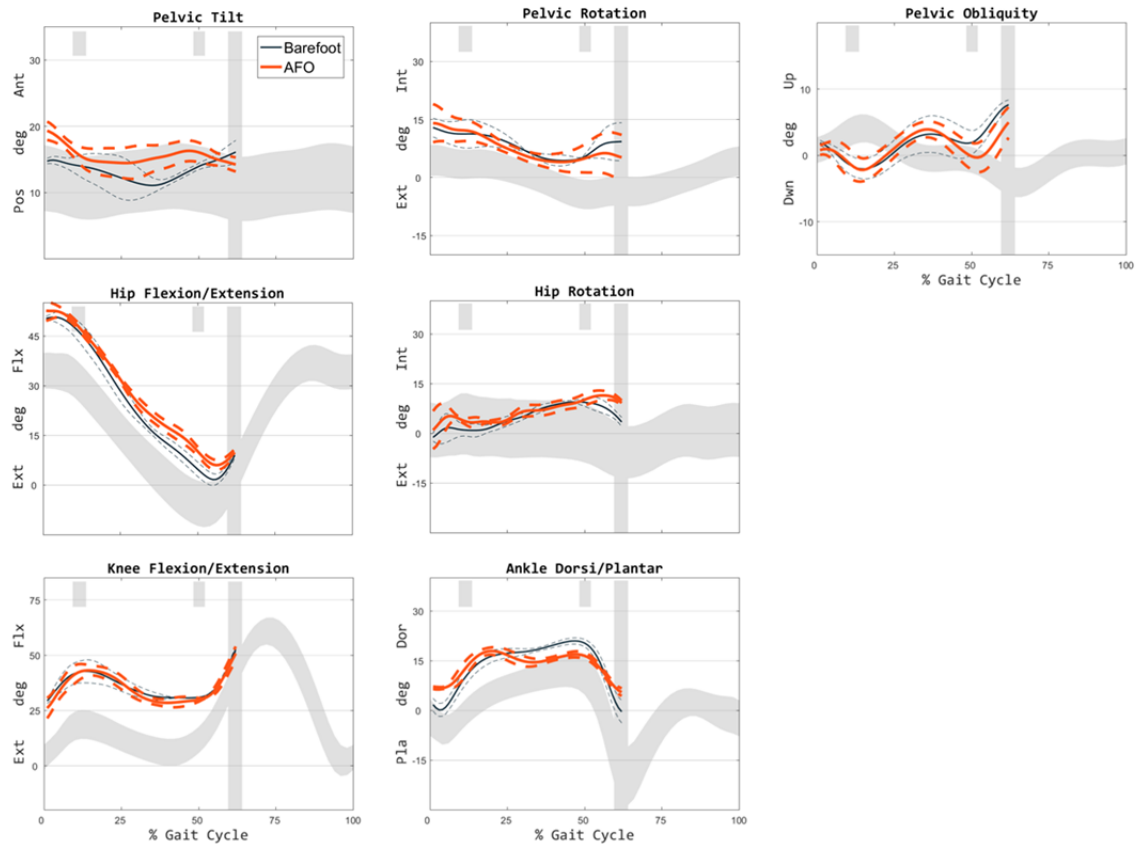 Pelvic Tilt
Ant
deg
Pos
30
20
10
Barefoot
AFO
Pelvic Rotation
Int
deg
Ext
30
15
0
-15
Pelvic Obliquity
Up
deg
Dwn
10
0
-10
0 25 50 75 100
% Gait Cycle
Hip Flexion/Extension
Flx
deg
Ext
45
30
15
0
Hip Rotation
Int
deg
Ext
30
15
0
-15
Knee Flexion/Extension
Flx
deg
Ext
75
50
25
0
0 25 50 75 100
% Gait Cycle
Ankle Dorsi/Plantar
Dor
deg
Pla
30
15
0
-15
0 25 50 75 100
% Gait Cycle